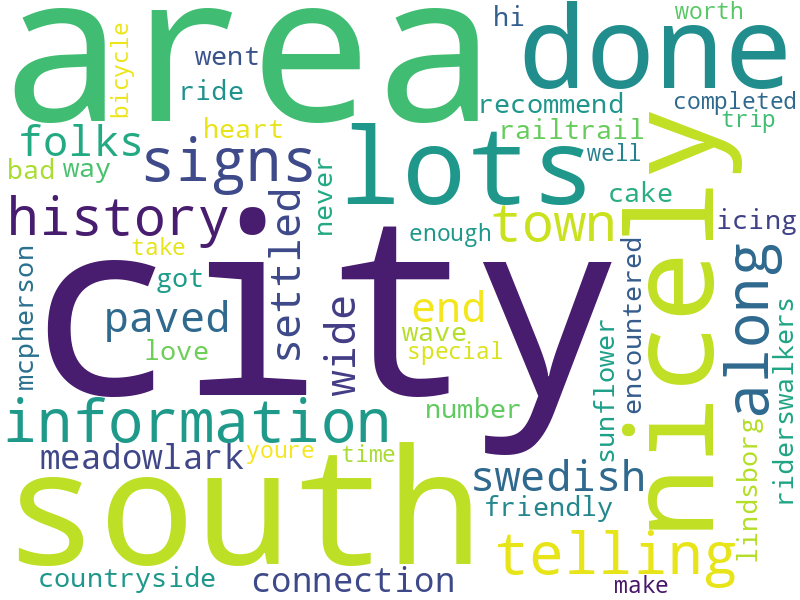 area
done
hi
worth
bicycle
went
ride
recommend
completed
trip
folks
heart
signs
lots
railtrail
well
bad
way
never
nicely
cake
history
settled
town
icing
take
enough
encountered
city
mcpherson
got
paved
wide
end
along
love
wave
special
sunflower
riderswalkers
information
number
meadowlark
youre
time
lindsborg
south
swedish
friendly
telling
countryside
connection
make